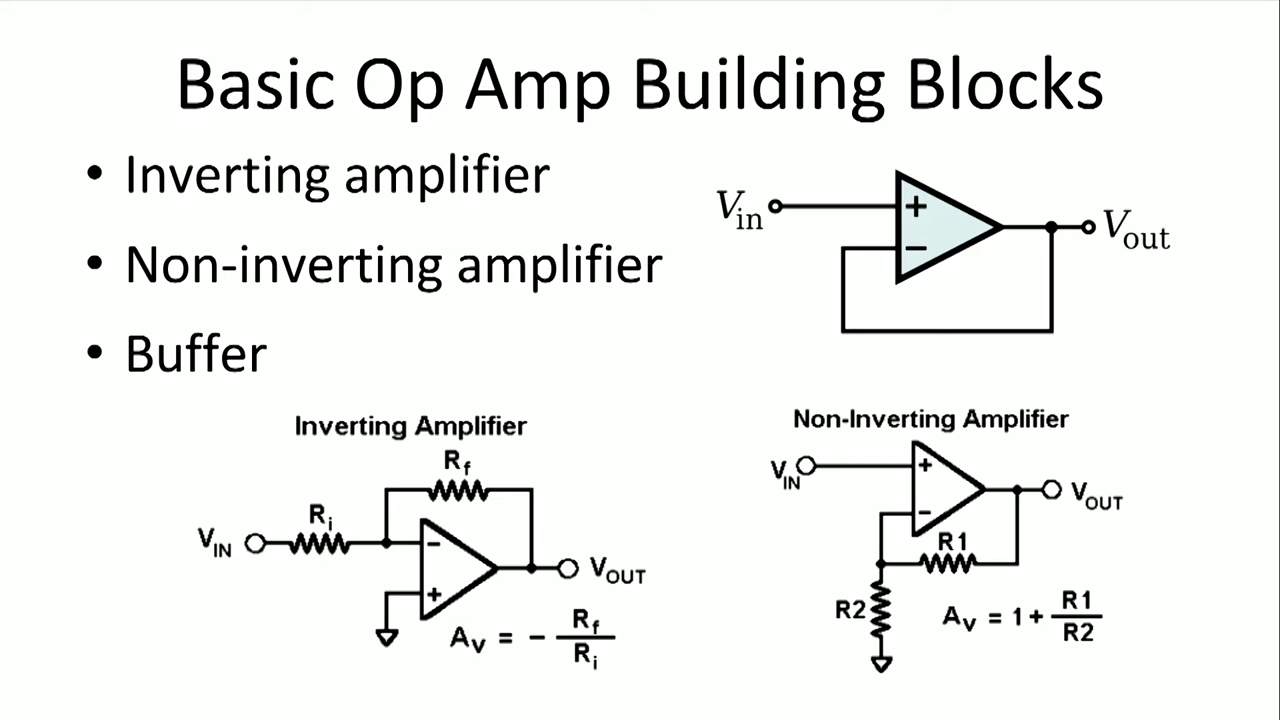 Basic Op Amp Building Blocks
• Inverting amplifier
• Non-inverting amplifier
• Buffer
Vin
+
−
Vout
Inverting Amplifier
Rf
Ri
VIN
−
+
VOUT
Av = − Rf / Ri
Non-Inverting Amplifier
VIN
+
−
VOUT
R1
R2
Av = 1 + R1 / R2